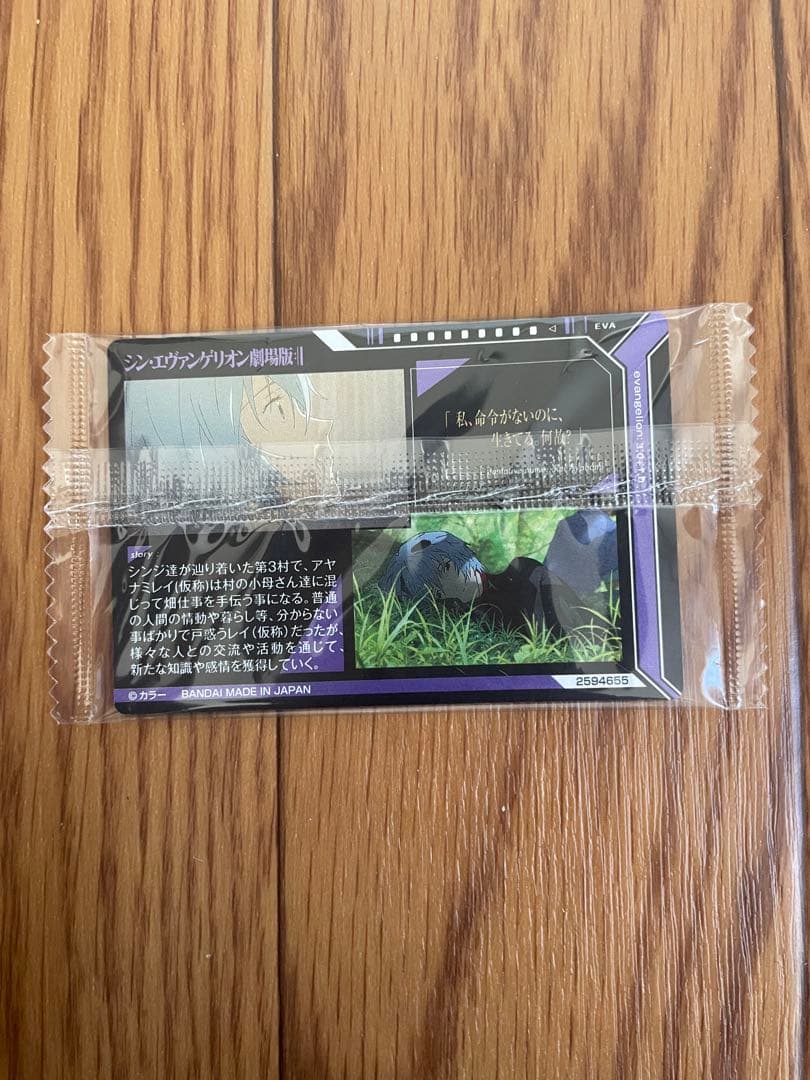 EVA
シン・エヴァンゲリオン劇場版:||
evangelion:3.0+1.0
「私、命令がないのに、
生きてる。何故?」
story :
シンジ達が辿り着いた第3村で、アヤ
ナミレイ(仮称)は村の小母さん達に混
じって畑仕事を手伝う事になる。普通
の人間の情動や暮らし等、分からない
事ばかりで戸惑うレイ(仮称)だったが、
様々な人との交流や活動を通じて、
新たな知識や感情を獲得していく。
2594655
©カラー BANDAI MADE IN JAPAN